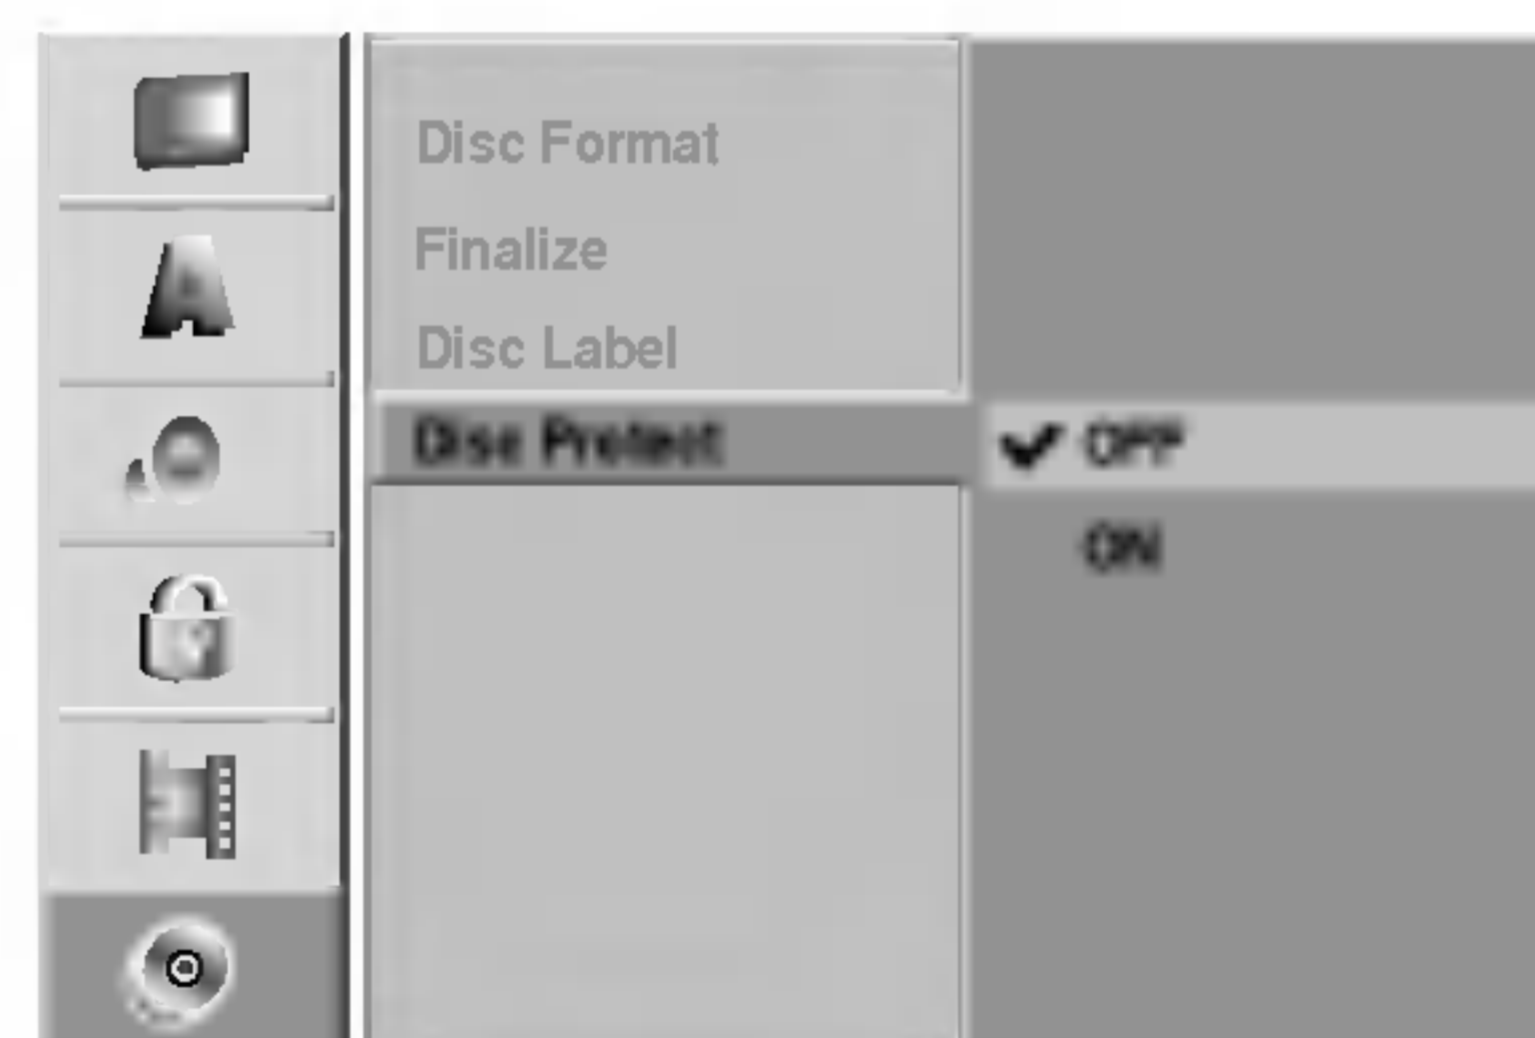 Disc Format
Finalize
Disc Label
Disc Protect
OFF
ON